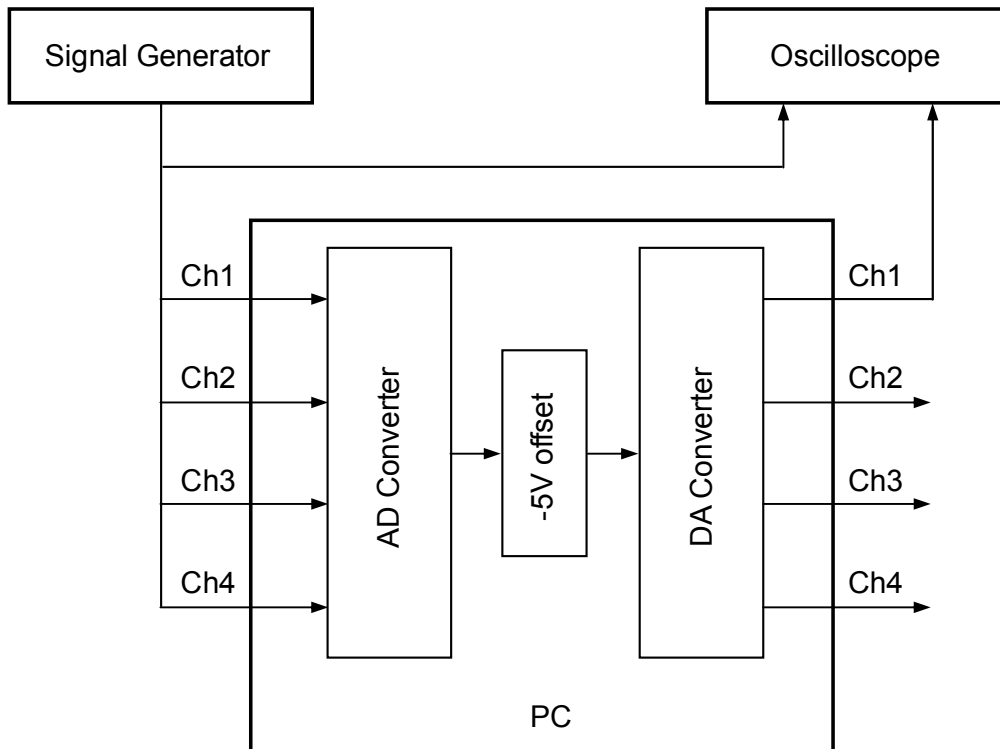 Signal Generator
Oscilloscope
Ch1
Ch2
Ch3
Ch4
AD Converter
-5V offset
DA Converter
Ch1
Ch2
Ch3
Ch4
PC